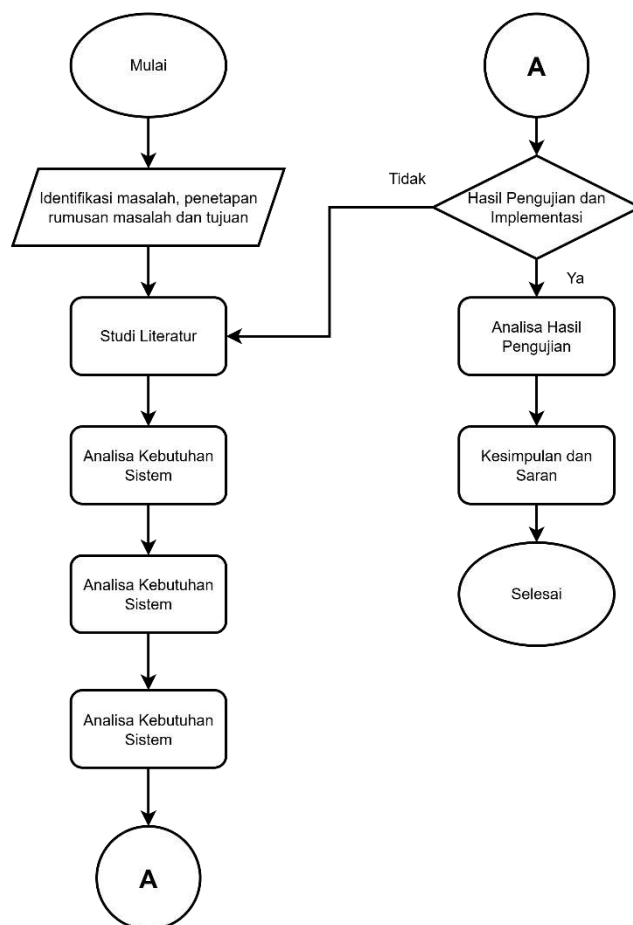 Mulai
Identifikasi masalah, penetapan
rumusan masalah dan tujuan
Studi Literatur
Analisa Kebutuhan
Sistem
Analisa Kebutuhan
Sistem
Analisa Kebutuhan
Sistem
A
A
Tidak
Hasil Pengujian dan
Implementasi
Ya
Analisa Hasil
Pengujian
Kesimpulan dan
Saran
Selesai